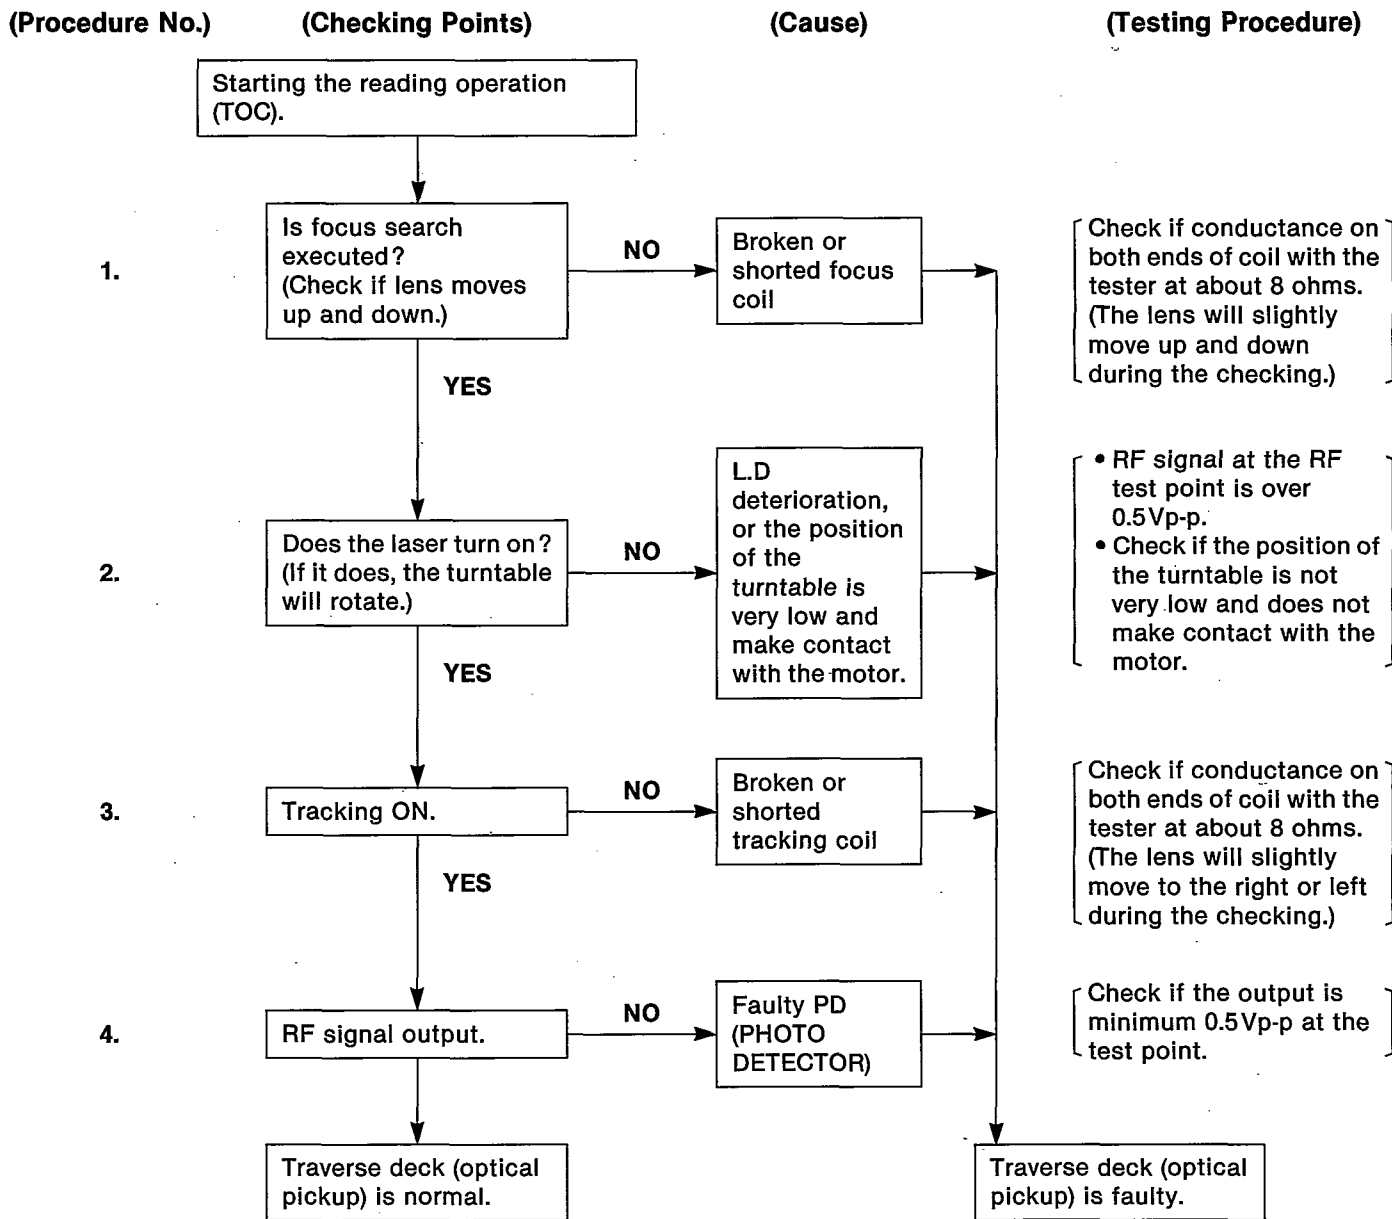 (Procedure No.) (Checking Points) (Cause) (Testing Procedure)
Starting the reading operation
(TOC).
1.
Is focus search
executed?
(Check if lens moves
up and down.)
NO
Broken or
shorted focus
coil
Check if conductance on
both ends of coil with the
tester at about 8 ohms.
(The lens will slightly
move up and down
during the checking.)
YES
2.
Does the laser turn on?
(If it does, the turntable
will rotate.)
NO
L.D
deterioration,
or the position
of the
turntable is
very low and
make contact
with the motor.
• RF signal at the RF
test point is over
0.5Vp-p.
• Check if the position of
the turntable is not
very low and does not
make contact with the
motor.
YES
3.
Tracking ON.
NO
Broken or
shorted
tracking coil
Check if conductance on
both ends of coil with the
tester at about 8 ohms.
(The lens will slightly
move to the right or left
during the checking.)
YES
4.
RF signal output.
NO
Faulty PD
(PHOTO
DETECTOR)
Check if the output is
minimum 0.5Vp-p at the
test point.
Traverse deck (optical
pickup) is normal.
Traverse deck (optical
pickup) is faulty.